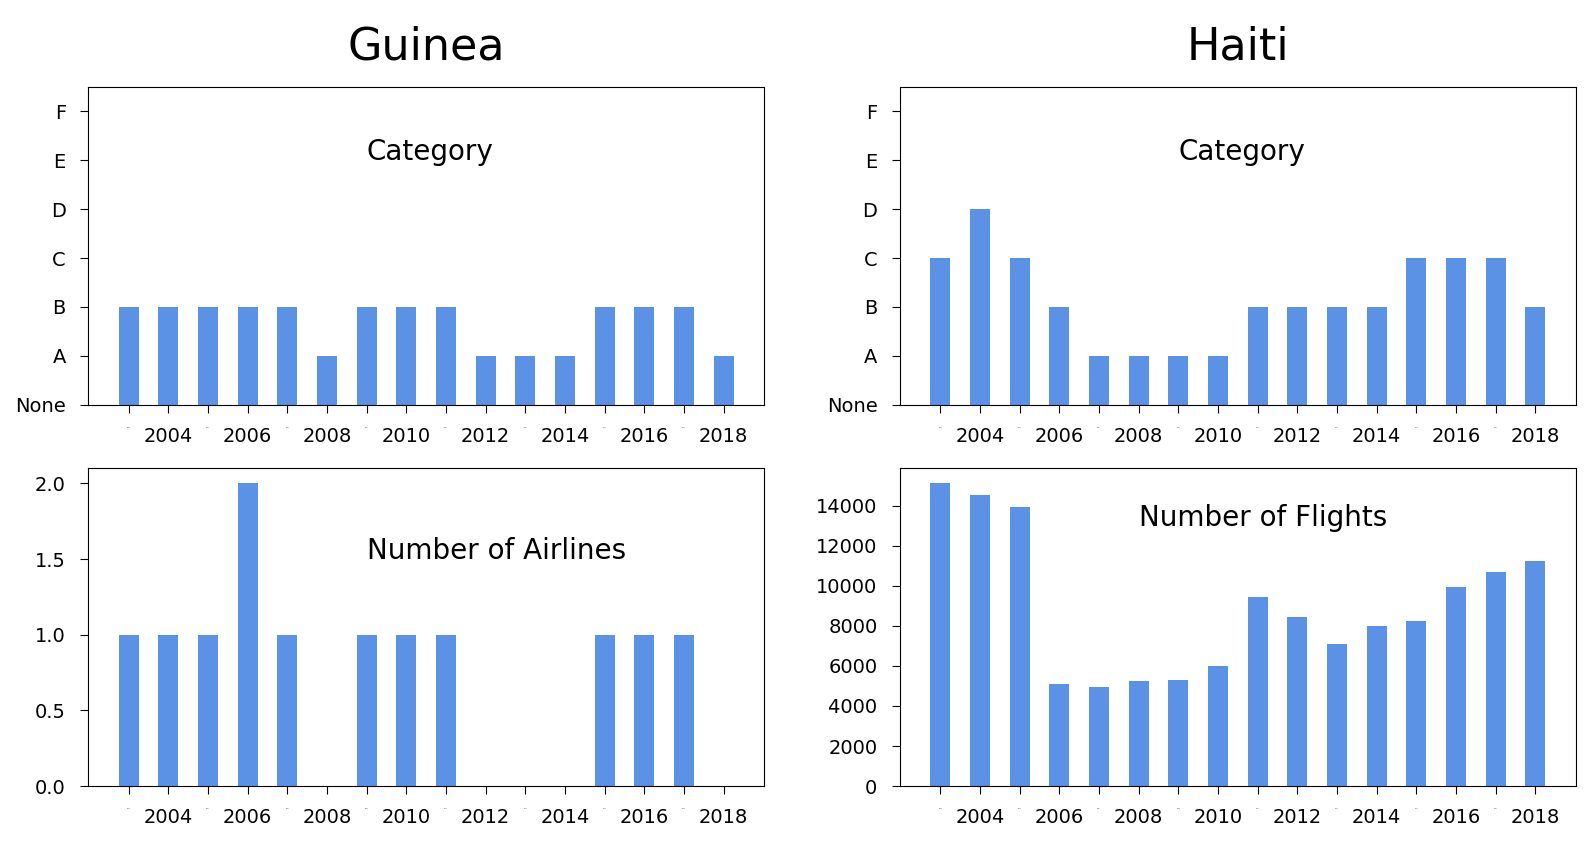 Guinea
Haiti
Category
F
E
D
C
B
A
None
2004 2006 2008 2010 2012 2014 2016 2018
Category
F
E
D
C
B
A
None
2004 2006 2008 2010 2012 2014 2016 2018
Number of Airlines
2.0
1.5
1.0
0.5
0.0
2004 2006 2008 2010 2012 2014 2016 2018
Number of Flights
14000
12000
10000
8000
6000
4000
2000
0
2004 2006 2008 2010 2012 2014 2016 2018